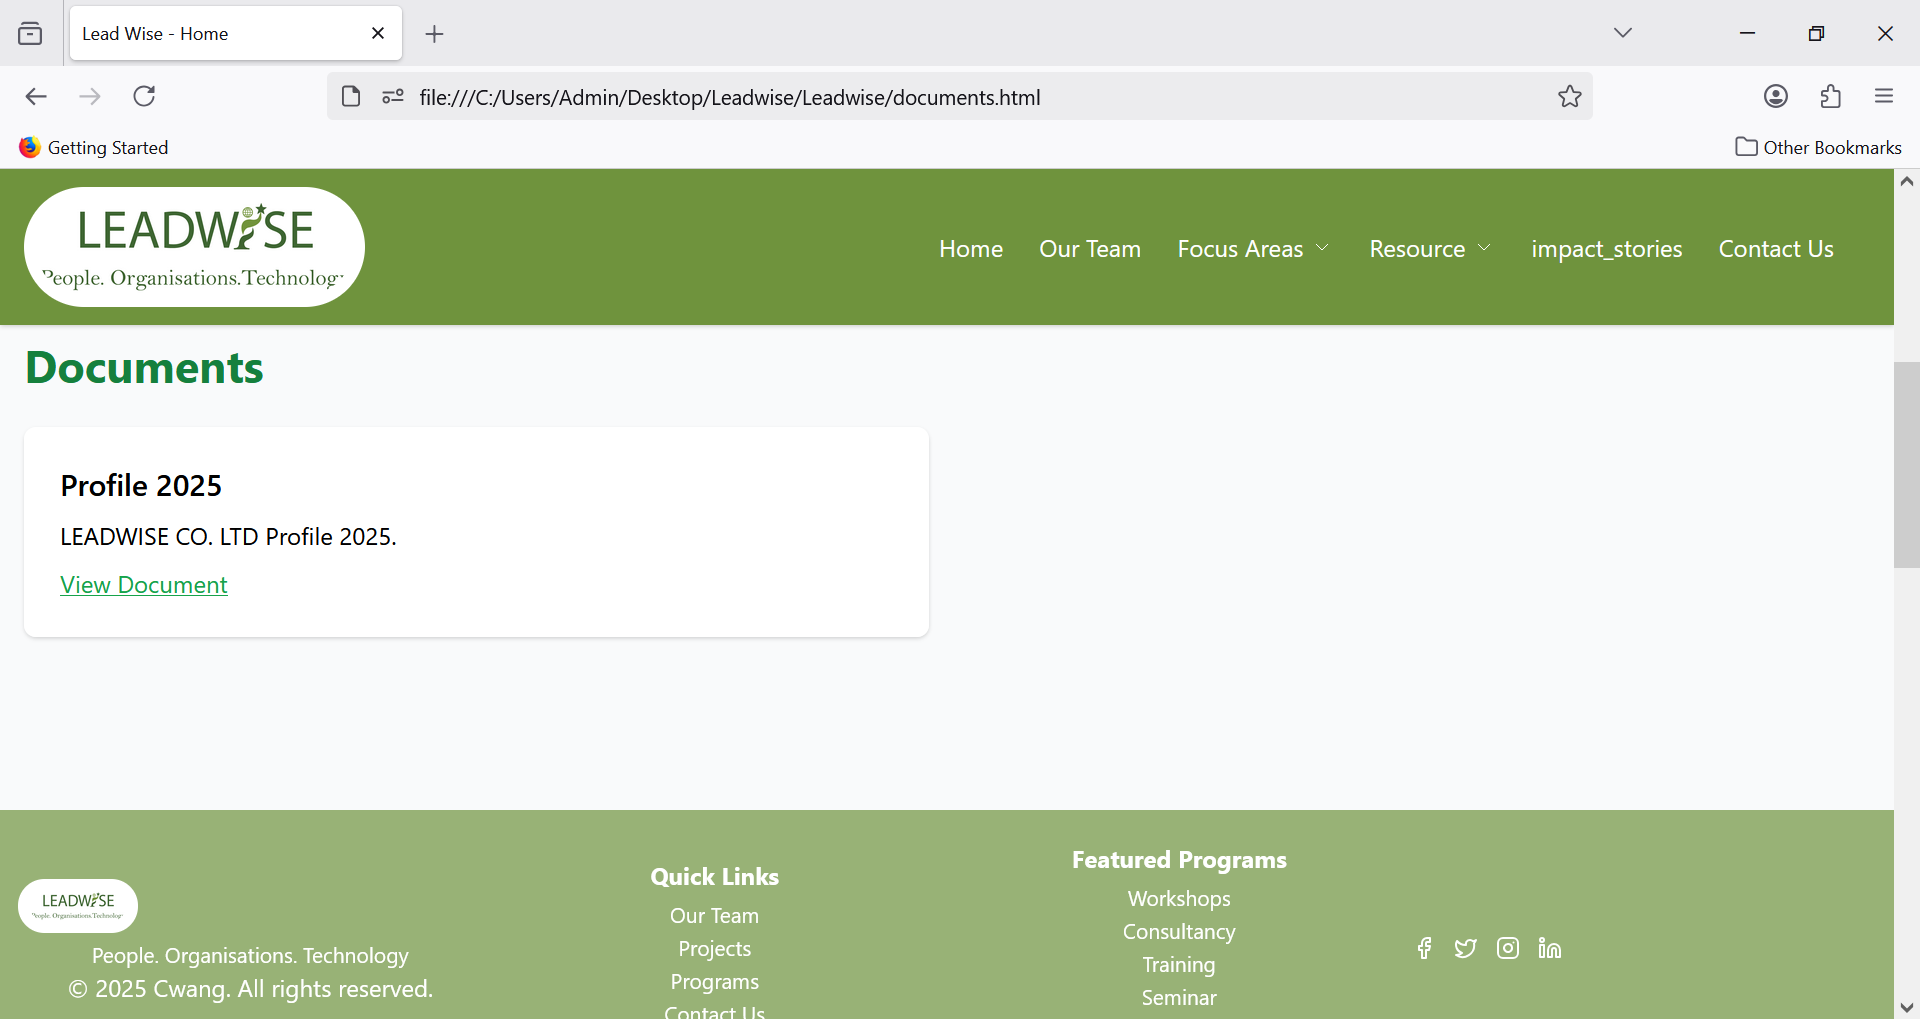 Lead Wise - Home
file:///C:/Users/Admin/Desktop/Leadwise/Leadwise/documents.html
Getting Started
Other Bookmarks
LEADWISE
People. Organisations.Technology
Home Our Team Focus Areas Resource impact_stories Contact Us
Documents
Profile 2025
LEADWISE CO. LTD Profile 2025.
View Document
LEADWISE
People. Organisations.Technology
People. Organisations. Technology
© 2025 Cwang. All rights reserved.
Quick Links
Our Team
Projects
Programs
Contact Us
Featured Programs
Workshops
Consultancy
Training
Seminar